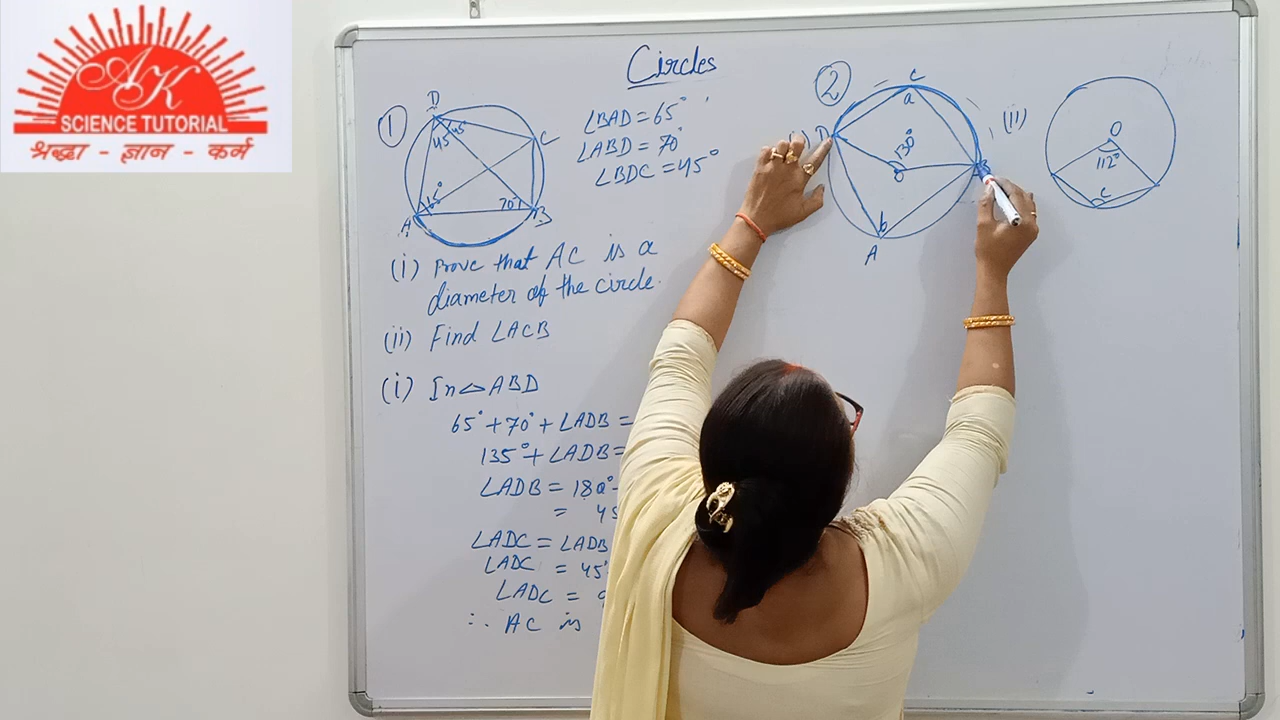 AK
SCIENCE TUTORIAL
श्रद्धा - ज्ञान - कर्म
Circles
1
D
C
A
B
45° 45°
65°
70°
∠BAD = 65°
∠ABD = 70°
∠BDC = 45°
(i) Prove that AC is a
diameter of the circle.
(ii) Find ∠ACB
(i) In △ABD
65° + 70° + ∠ADB =
135° + ∠ADB =
∠ADB = 180°
= 45
∠ADC = ∠ADB
∠ADC = 45°
∠ADC =
∴ AC is
2
C
a
D
130°
O
B
b
A
(ii)
O
112°
C